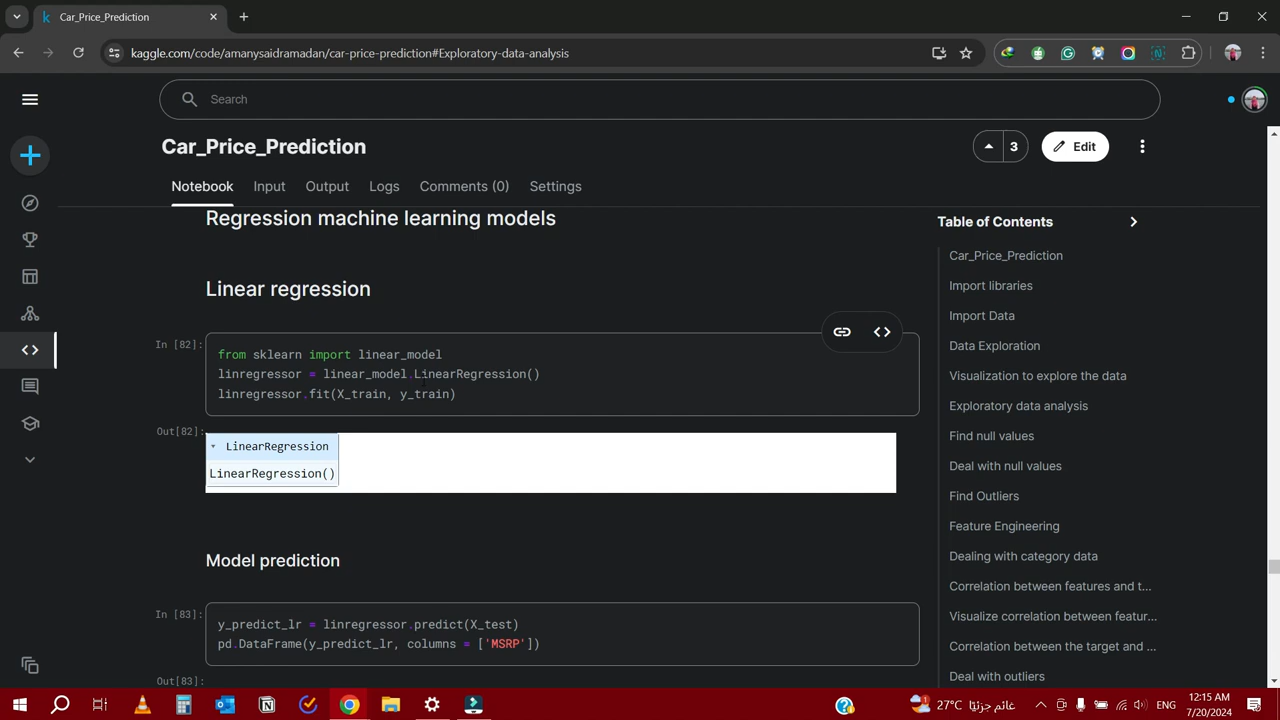 Car_Price_Prediction
kaggle.com/code/amanysaidramadan/car-price-prediction#Exploratory-data-analysis
Search
Car_Price_Prediction
3
Edit
Notebook
Input
Output
Logs
Comments (0)
Settings
Regression machine learning models
Linear regression
In [82]:
from sklearn import linear_model
linregressor = linear_model.LinearRegression()
linregressor.fit(X_train, y_train)
Out[82]:
LinearRegression
LinearRegression()
Model prediction
In [83]:
y_predict_lr = linregressor.predict(X_test)
pd.DataFrame(y_predict_lr, columns = ['MSRP'])
Out[83]:
Table of Contents
Car_Price_Prediction
Import libraries
Import Data
Data Exploration
Visualization to explore the data
Exploratory data analysis
Find null values
Deal with null values
Find Outliers
Feature Engineering
Dealing with category data
Correlation between features and t...
Visualize correlation between featur...
Correlation between the target and ...
Deal with outliers
27°C غائم جزئيًا
ENG
12:15 AM
7/20/2024